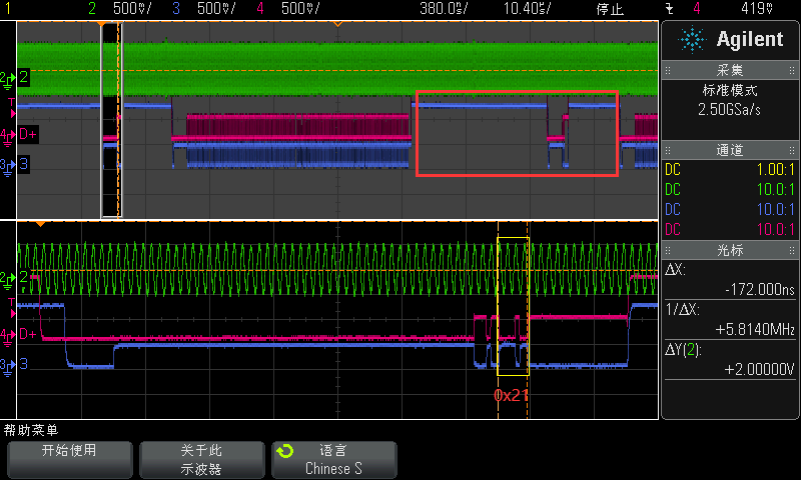 1 2 500㎷/ 3 500㎷/ 4 500㎷/ 380.0㎲/ 10.40㎲/ 停止 4 419㎷
Agilent
采集
标准模式
2.50GSa/s
通道
DC 1.00:1
DC 10.0:1
DC 10.0:1
DC 10.0:1
光标
ΔX:
-172.000ns
1/ΔX:
+5.8140MHz
ΔY(2):
+2.00000V
2 2
T
4 D+
3 3
2 2
T
4 D+
3 3
0x21
帮助菜单
开始使用
关于此
示波器
语言
Chinese S